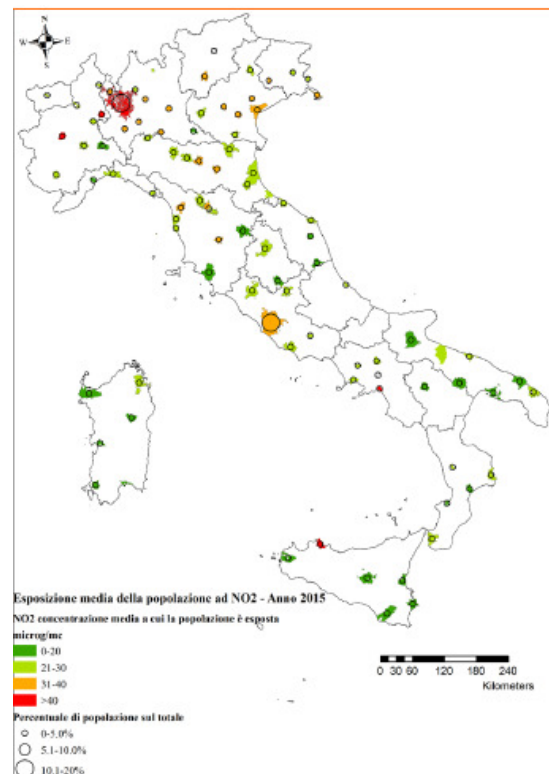 N
W E
S
Esposizione media della popolazione ad NO2 - Anno 2015
NO2 concentrazione media a cui la popolazione è esposta
microg/mc
0-20
21-30
31-40
>40
Percentuale di popolazione sul totale
0-5.0%
5.1-10.0%
10.1-20%
0 30 60 120 180 240
Kilometers